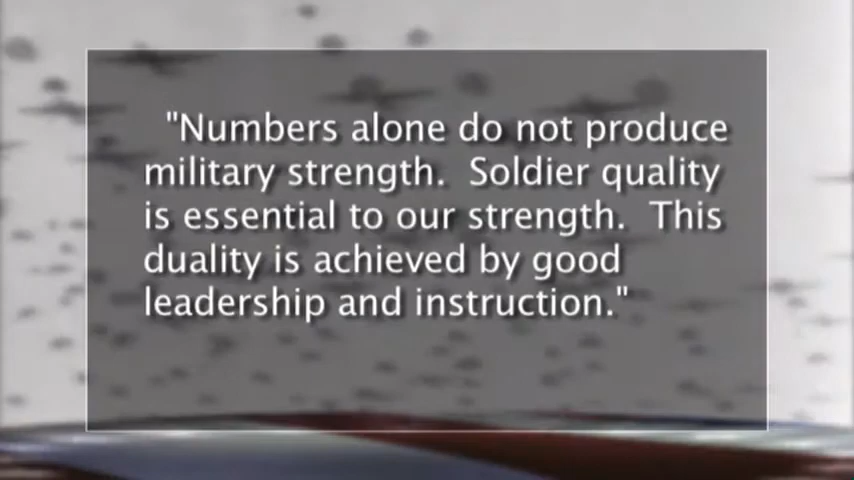 "Numbers alone do not produce
military strength. Soldier quality
is essential to our strength. This
duality is achieved by good
leadership and instruction."